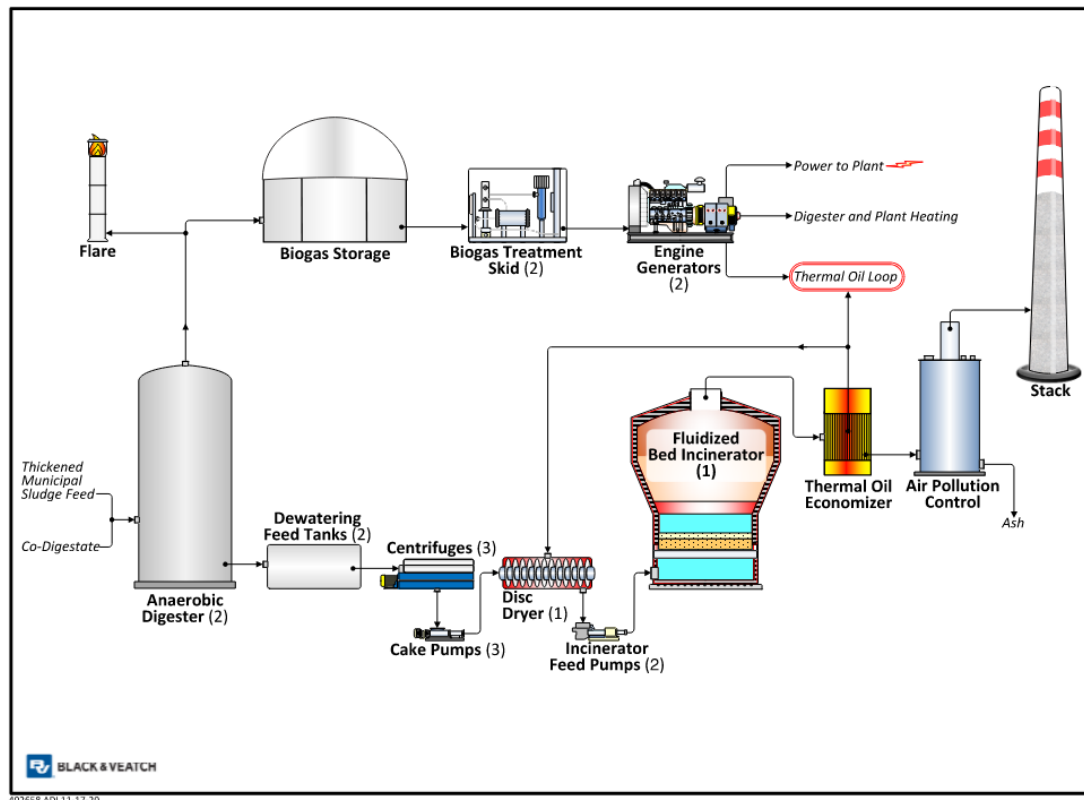 Flare
Biogas Storage
Biogas Treatment
Skid (2)
Engine
Generators
(2)
Power to Plant
Digester and Plant Heating
Thermal Oil Loop
Stack
Thickened
Municipal
Sludge Feed
Co-Digestate
Anaerobic
Digester (2)
Dewatering
Feed Tanks (2)
Centrifuges (3)
Cake Pumps (3)
Disc
Dryer (1)
Incinerator
Feed Pumps (2)
Fluidized
Bed Incinerator
(1)
Thermal Oil
Economizer
Air Pollution
Control
Ash
BLACK & VEATCH